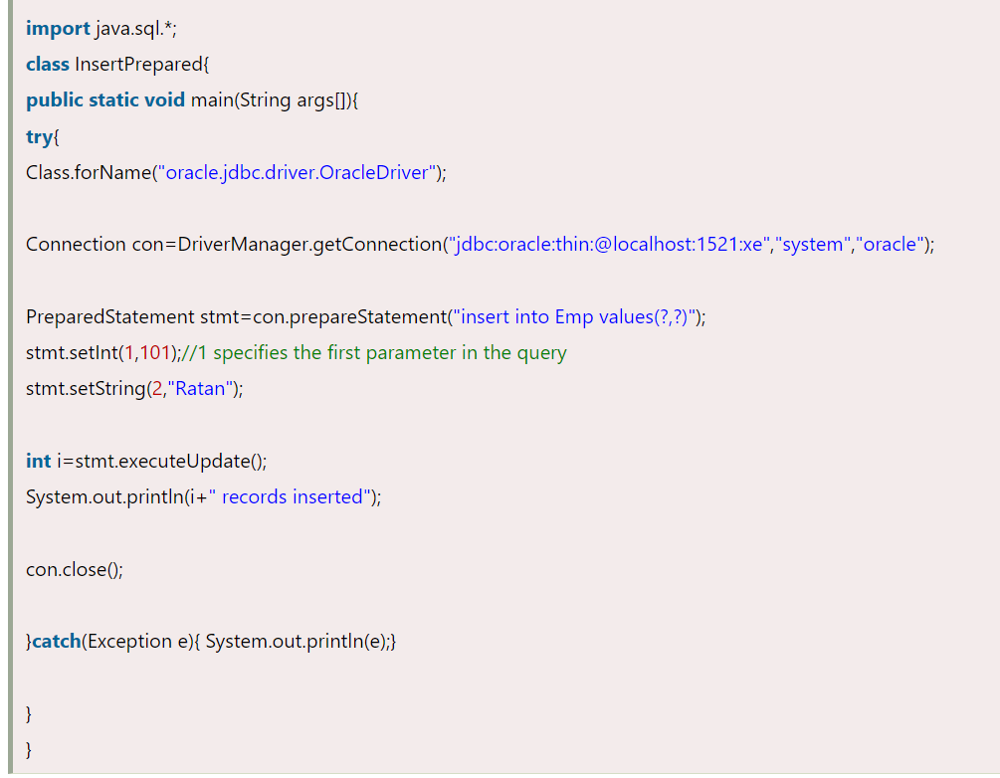 import java.sql.*;
class InsertPrepared{
public static void main(String args[]){
try{
Class.forName("oracle.jdbc.driver.OracleDriver");
Connection con=DriverManager.getConnection("jdbc:oracle:thin:@localhost:1521:xe","system","oracle");
PreparedStatement stmt=con.prepareStatement("insert into Emp values(?,?)");
stmt.setInt(1,101);//1 specifies the first parameter in the query
stmt.setString(2,"Ratan");
int i=stmt.executeUpdate();
System.out.println(i+" records inserted");
con.close();
}catch(Exception e){ System.out.println(e);}
}
}